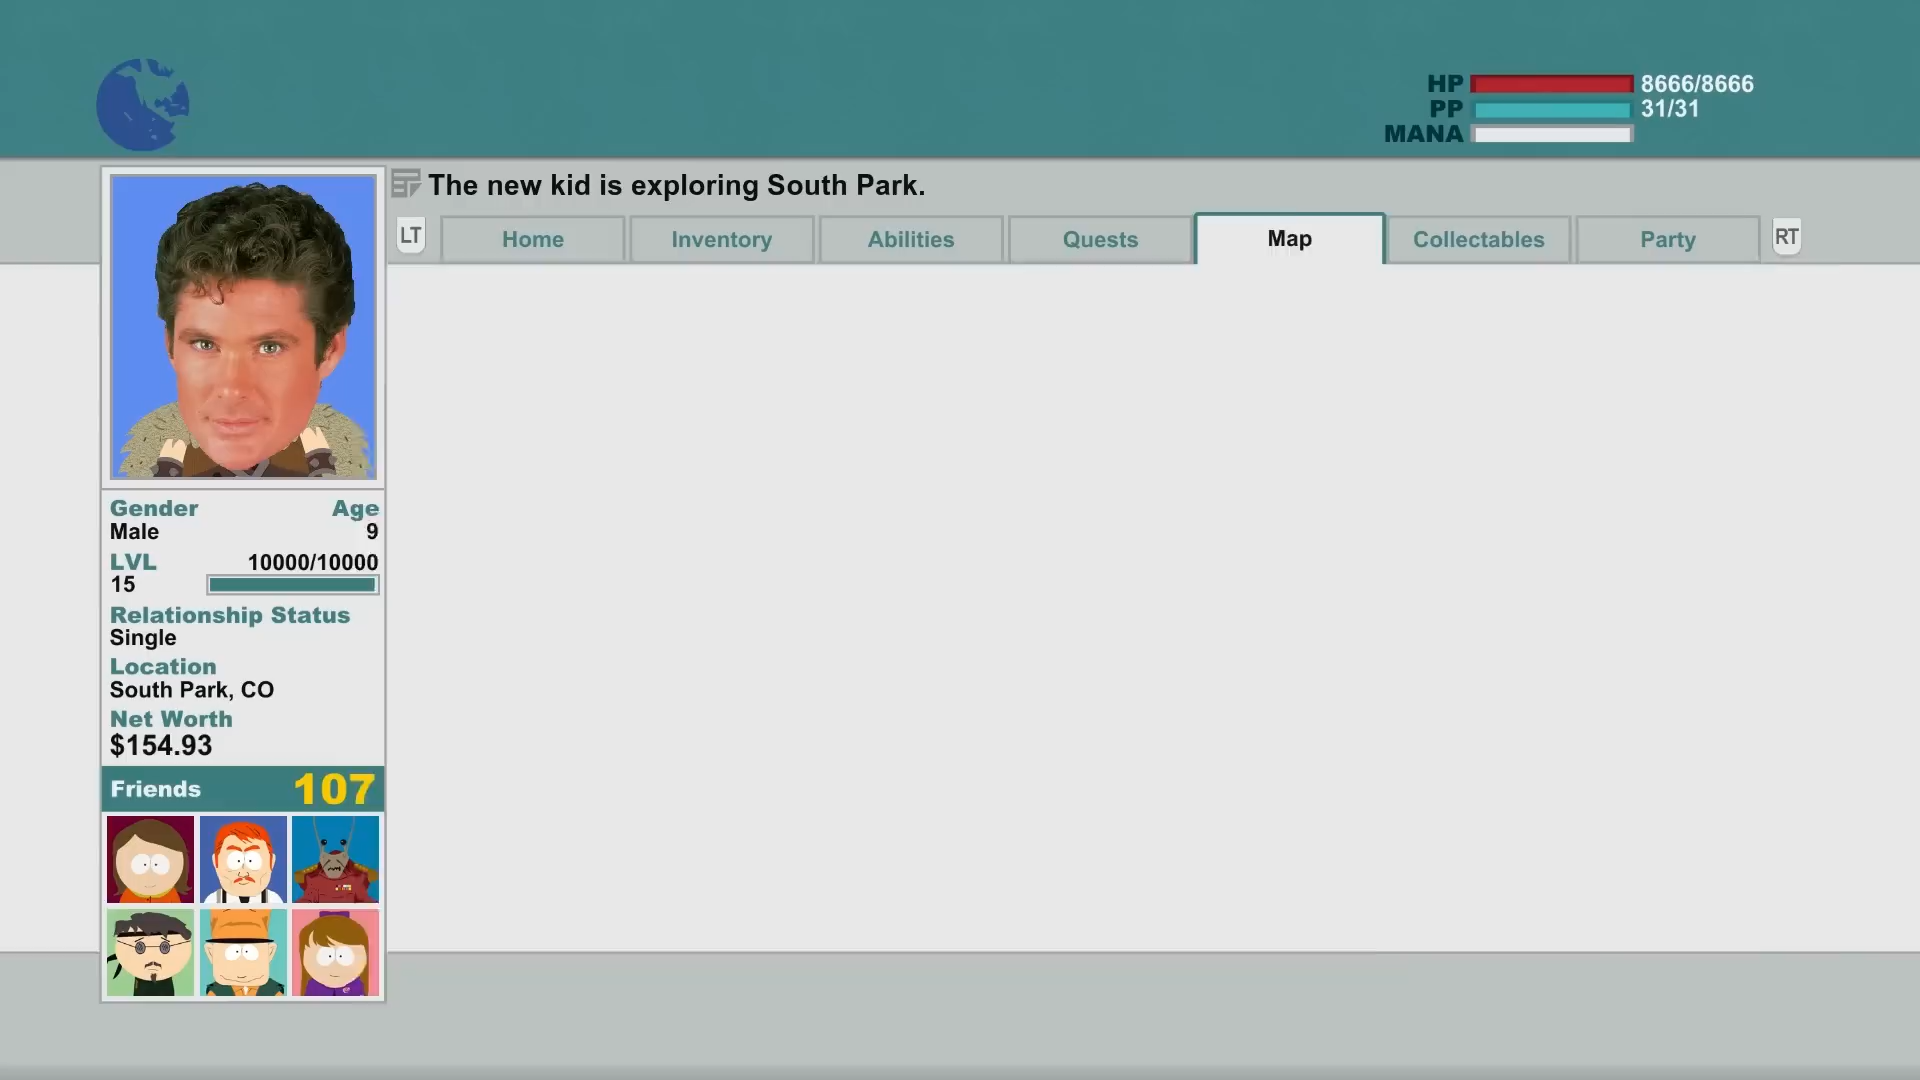 HP 8666/8666
PP 31/31
MANA
The new kid is exploring South Park.
LT Home Inventory Abilities Quests Map Collectables Party RT
Gender Age
Male 9
LVL 10000/10000
15
Relationship Status
Single
Location
South Park, CO
Net Worth
$154.93
Friends 107